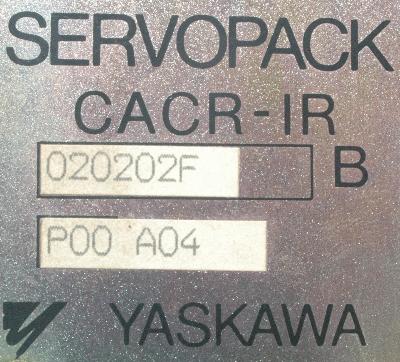 SERVOPACK
CACR-IR
020202F B
P00 A04
YASKAWA